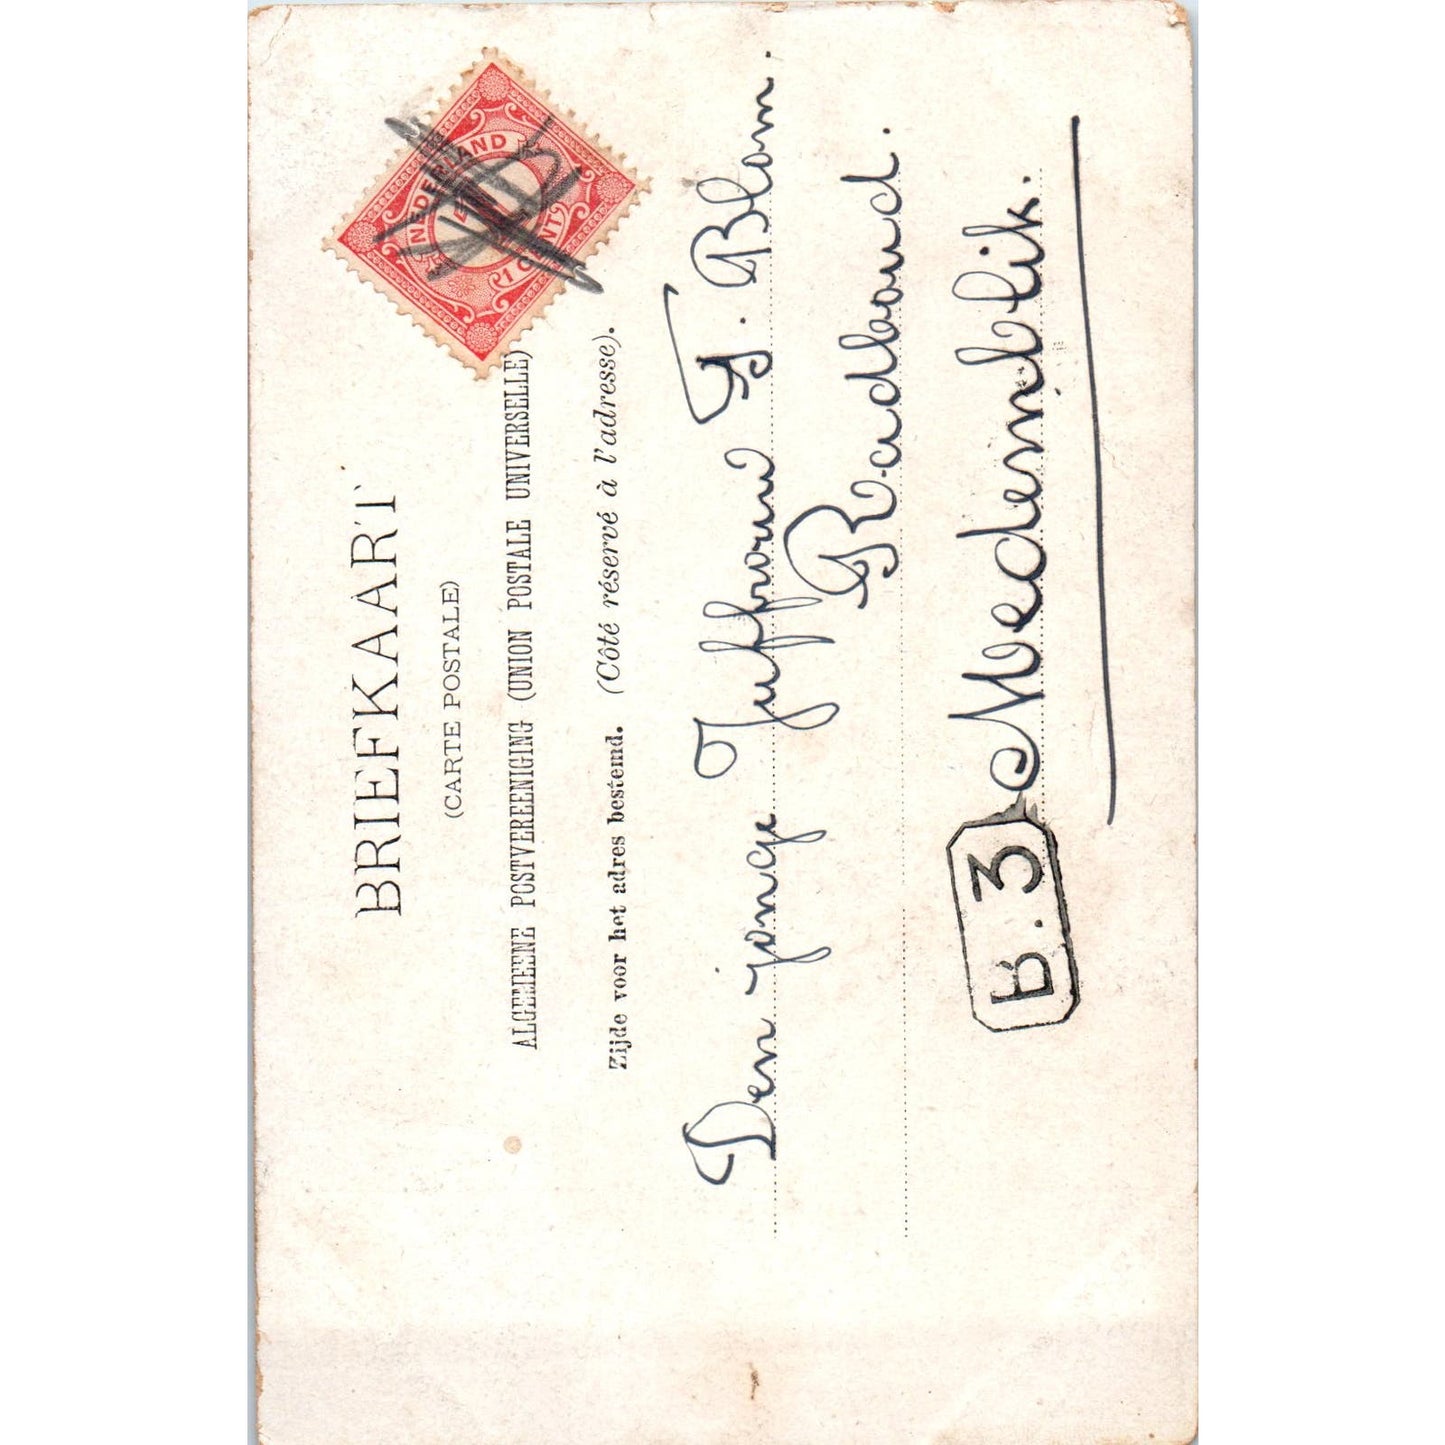 BRIEFKAART
(CARTE POSTALE)
ALGEMEENE POSTVEREENIGING (UNION POSTALE UNIVERSELLE)
Zijde voor het adres bestemd. (Côté réservé à l'adresse).
NEDERLAND
1 CENT
Den jonge Juffrouw F. Blom.
Radboud.
Medemblik.
B.3